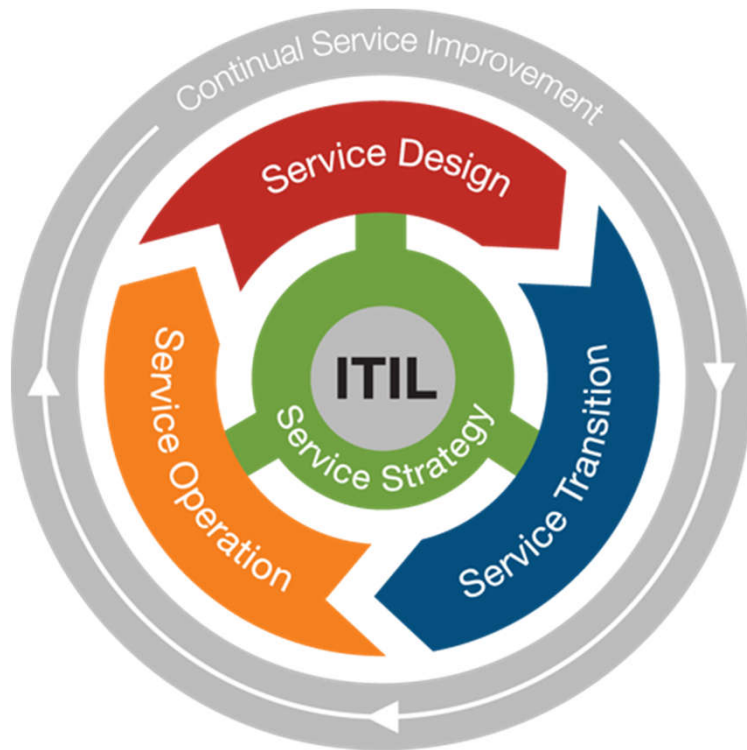 Continual Service Improvement
Service Design
Service Transition
Service Operation
ITIL
Service Strategy